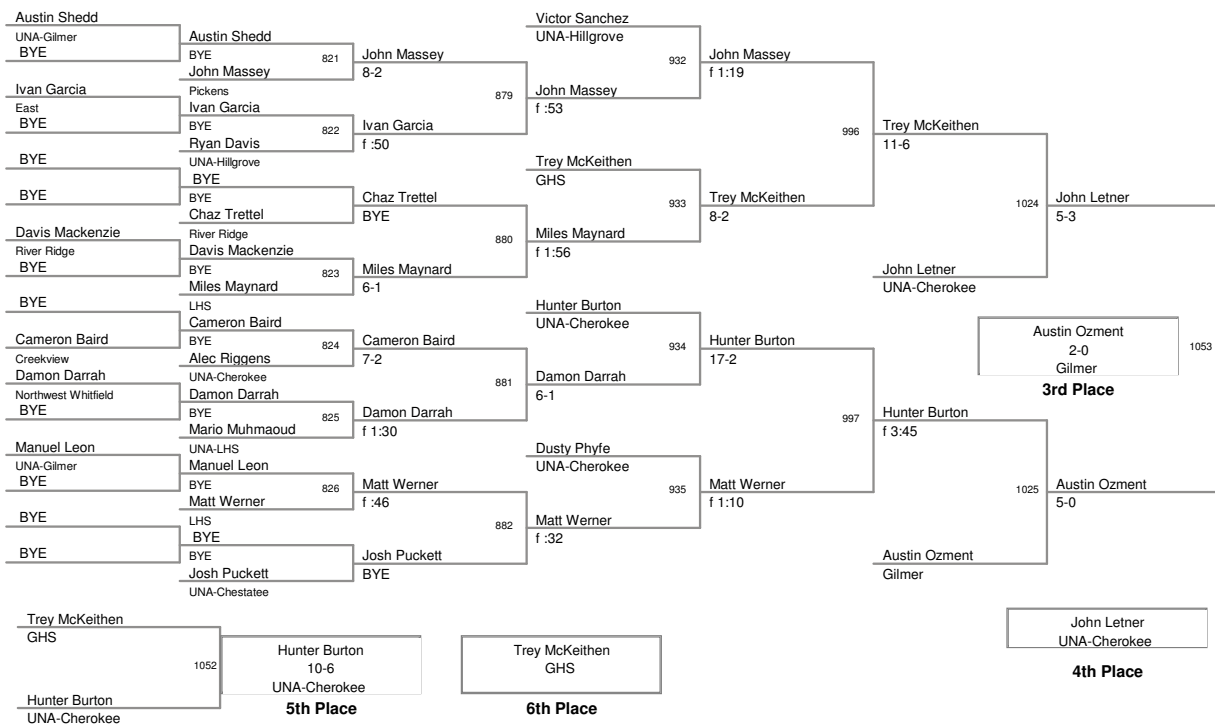 Austin Shedd
UNA-Gilmer
BYE
Ivan Garcia
East
BYE
BYE
BYE
Davis Mackenzie
River Ridge
BYE
BYE
Cameron Baird
Creekview
Damon Darrah
Northwest Whitfield
BYE
Manuel Leon
UNA-Gilmer
BYE
BYE
BYE
Austin Shedd
BYE
821
John Massey
Pickens
Ivan Garcia
BYE
822
Ryan Davis
UNA-Hillgrove
BYE
BYE
Chaz Trettel
River Ridge
Davis Mackenzie
BYE
823
Miles Maynard
LHS
Cameron Baird
BYE
824
Alec Riggens
UNA-Cherokee
Damon Darrah
BYE
825
Mario Muhmaoud
UNA-LHS
Manuel Leon
BYE
826
Matt Werner
LHS
BYE
BYE
Josh Puckett
UNA-Chestatee
John Massey
8-2
879
Ivan Garcia
f :50
Chaz Trettel
BYE
880
Miles Maynard
6-1
Cameron Baird
7-2
881
Damon Darrah
f 1:30
Matt Werner
f :46
882
Josh Puckett
BYE
Victor Sanchez
UNA-Hillgrove
932
John Massey
f :53
Trey McKeithen
GHS
933
Miles Maynard
f 1:56
Hunter Burton
UNA-Cherokee
934
Damon Darrah
6-1
Dusty Phyfe
UNA-Cherokee
935
Matt Werner
f :32
John Massey
f 1:19
996
Trey McKeithen
8-2
Hunter Burton
17-2
997
Matt Werner
f 1:10
Trey McKeithen
11-6
1024
John Letner
UNA-Cherokee
Hunter Burton
f 3:45
1025
Austin Ozment
Gilmer
John Letner
5-3
Austin Ozment
5-0
Austin Ozment
2-0
Gilmer
1053
3rd Place
John Letner
UNA-Cherokee
4th Place
Trey McKeithen
GHS
1052
Hunter Burton
UNA-Cherokee
Hunter Burton
10-6
UNA-Cherokee
5th Place
Trey McKeithen
GHS
6th Place